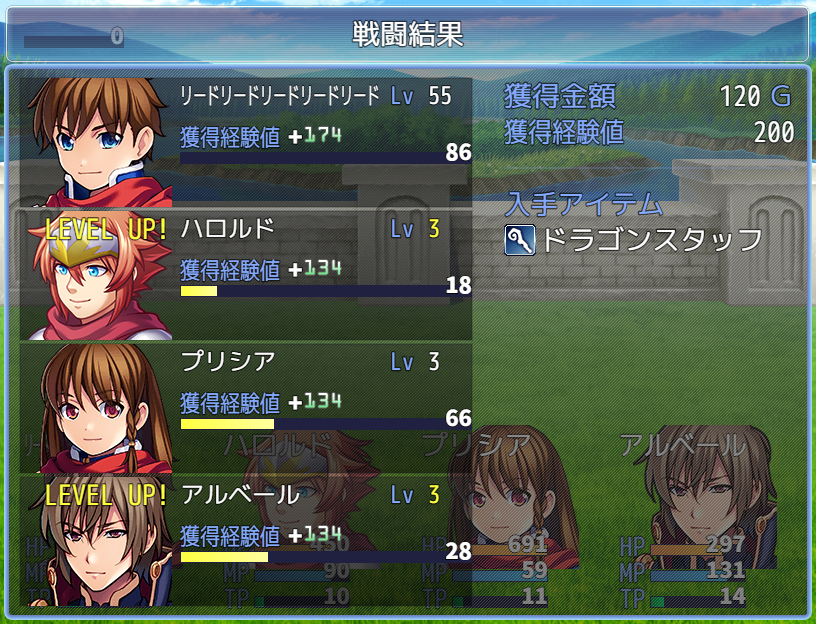 0
戦闘結果
リードリードリードリードリード Lv 55
獲得経験値 +174
86
LEVEL UP! ハロルド Lv 3
獲得経験値 +134
18
プリシア Lv 3
獲得経験値 +134
66
LEVEL UP! アルベール Lv 3
獲得経験値 +134
28
獲得金額 120 G
獲得経験値 200
入手アイテム
ドラゴンスタッフ
ハロルド プリシア アルベール
HP 450 HP 691 HP 297
MP 90 MP 59 MP 131
TP 10 TP 11 TP 14